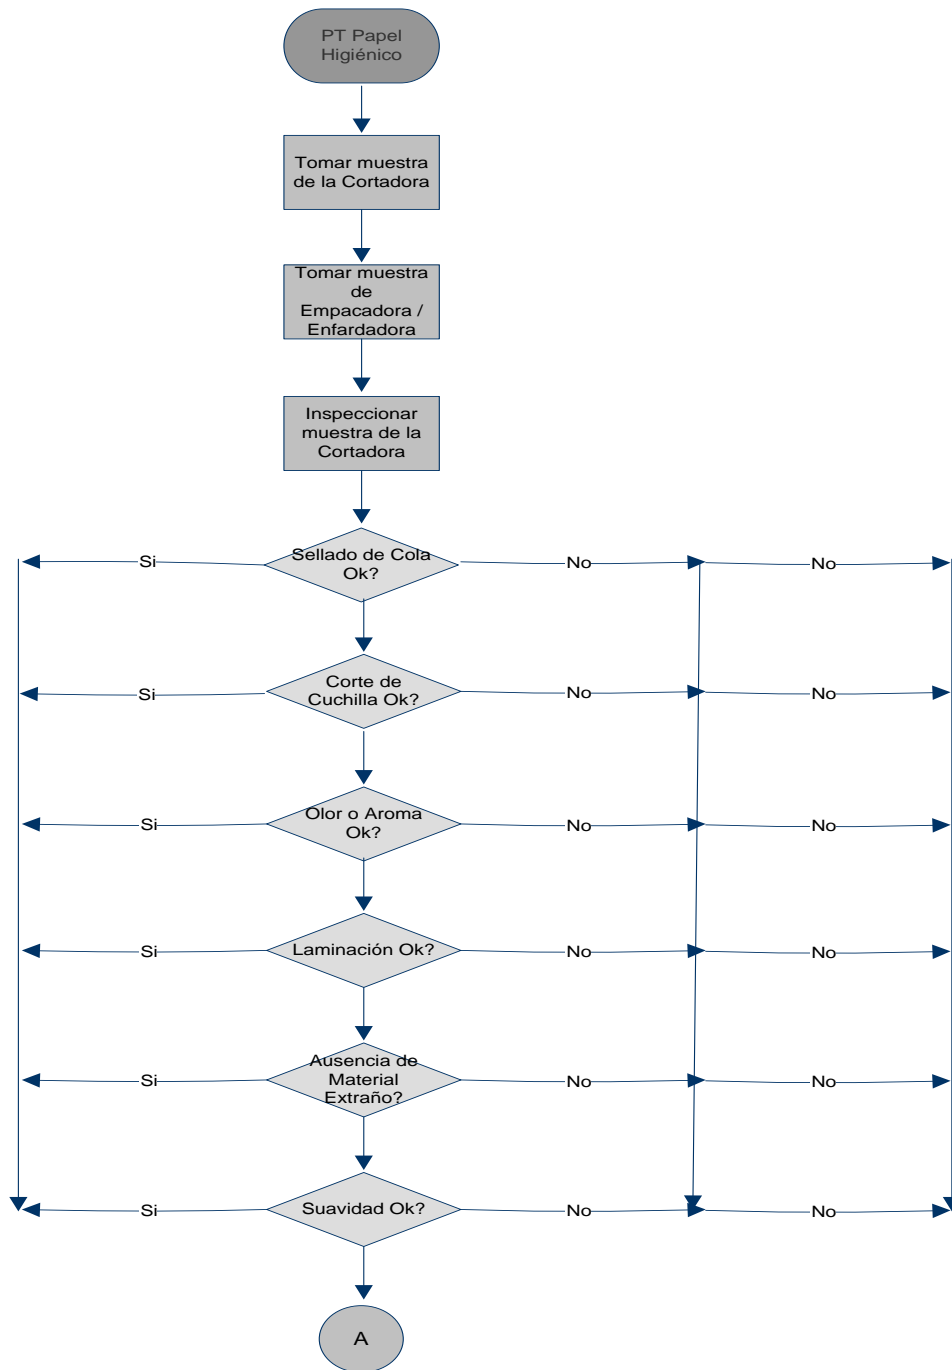 PT Papel
Higiénico
Tomar muestra
de la Cortadora
Tomar muestra
de
Empacadora /
Enfardadora
Inspeccionar
muestra de la
Cortadora
Si
Sellado de Cola
Ok?
No
No
Si
Corte de
Cuchilla Ok?
No
No
Si
Olor o Aroma
Ok?
No
No
Si
Laminación Ok?
No
No
Si
Ausencia de
Material
Extraño?
No
No
Si
Suavidad Ok?
No
No
A